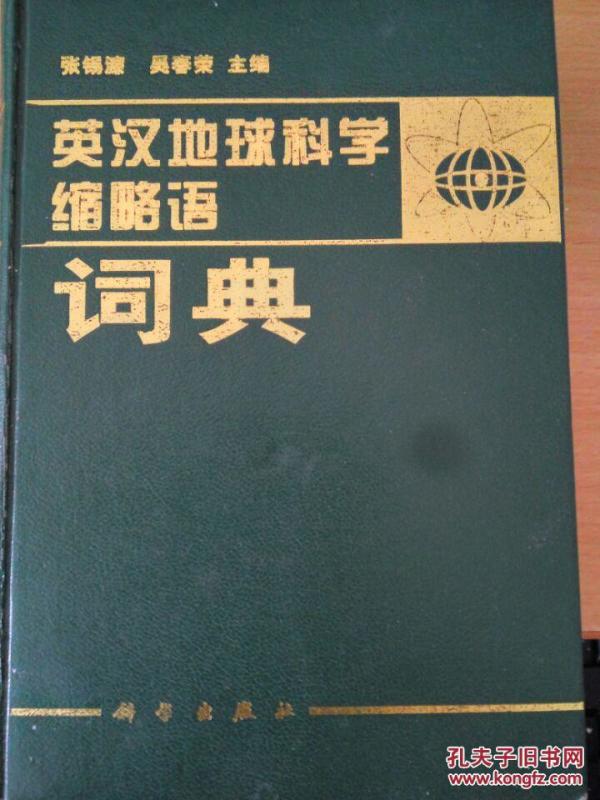 张锡濂 吴春荣 主编
英汉地球科学
缩略语
词典
科学出版社
孔夫子旧书网
www.kongfz.com